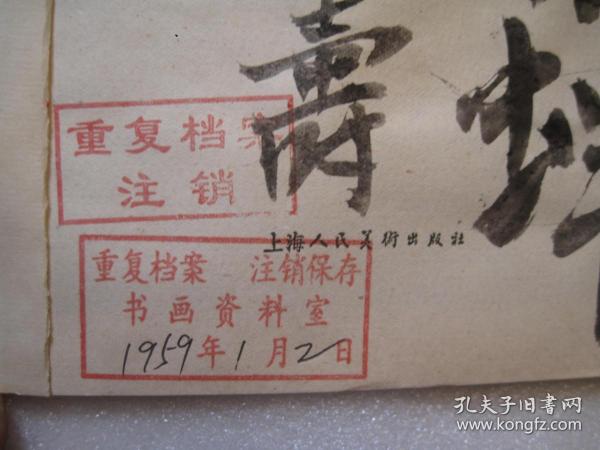 壽
重复档案
注销
上海人民美術出版社
重复档案 注销保存
书画资料室
1959年1月2日
孔夫子旧书网
www.kongfz.com